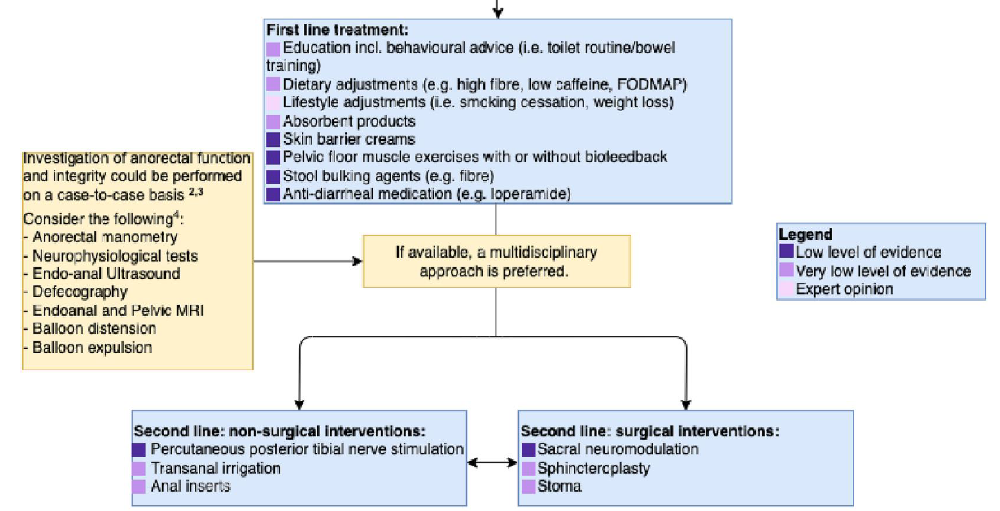 First line treatment:
Education incl. behavioural advice (i.e. toilet routine/bowel
training)
Dietary adjustments (e.g. high fibre, low caffeine, FODMAP)
Lifestyle adjustments (i.e. smoking cessation, weight loss)
Absorbent products
Skin barrier creams
Pelvic floor muscle exercises with or without biofeedback
Stool bulking agents (e.g. fibre)
Anti-diarrheal medication (e.g. loperamide)
Investigation of anorectal function
and integrity could be performed
on a case-to-case basis 2,3
Consider the following4:
- Anorectal manometry
- Neurophysiological tests
- Endo-anal Ultrasound
- Defecography
- Endoanal and Pelvic MRI
- Balloon distension
- Balloon expulsion
If available, a multidisciplinary
approach is preferred.
Legend
Low level of evidence
Very low level of evidence
Expert opinion
Second line: non-surgical interventions:
Percutaneous posterior tibial nerve stimulation
Transanal irrigation
Anal inserts
Second line: surgical interventions:
Sacral neuromodulation
Sphincteroplasty
Stoma